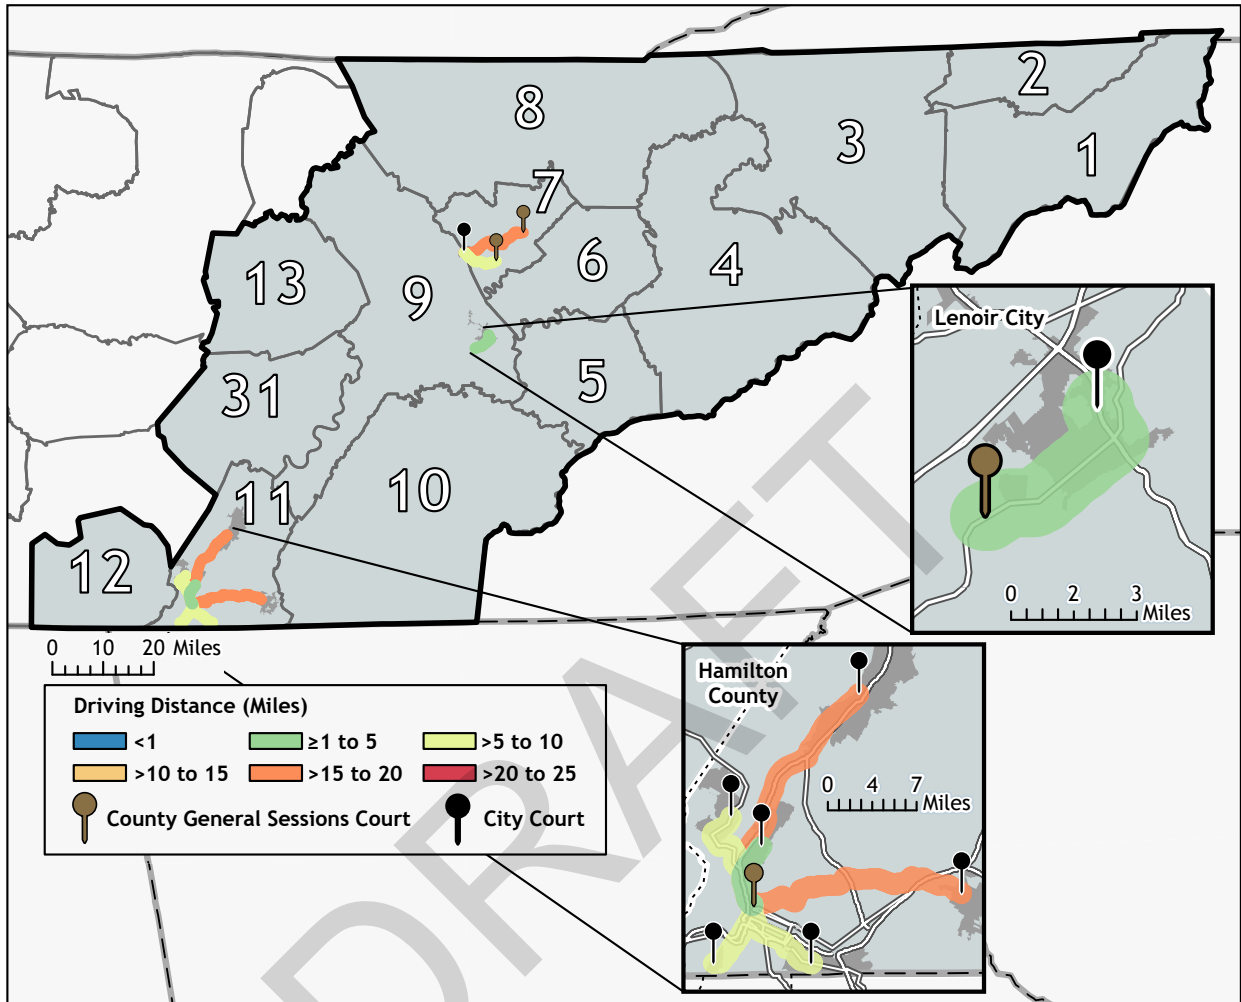 2
8
3
1
7
6
4
13
9
Lenoir City
5
31
10
11
12
0 2 3
Miles
0 10 20 Miles
Hamilton
County
Driving Distance (Miles)
<1 ≥1 to 5 >5 to 10
>10 to 15 >15 to 20 >20 to 25
County General Sessions Court City Court
0 4 7
Miles
DRAFT